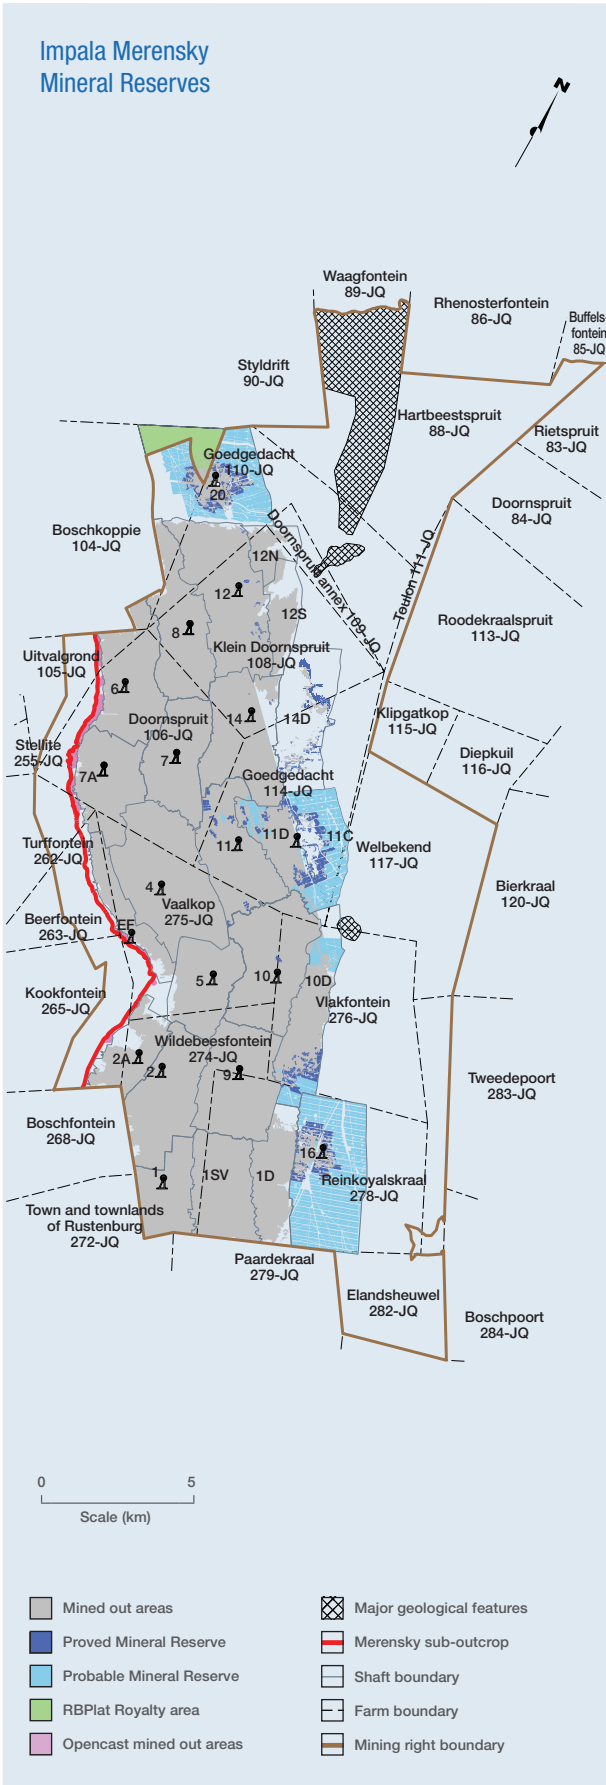 Impala Merensky
Mineral Reserves
N
Waagfontein
89-JQ
Rhenosterfontein
86-JQ
Buffels-
fontein
85-JQ
Styldrift
90-JQ
Hartbeestspruit
88-JQ
Rietspruit
83-JQ
Goedgedacht
110-JQ
20
Doornspruit
84-JQ
Boschkoppie
104-JQ
Doornspruit annex 109-JQ
Teulon 111-JQ
12N
12
12S
Roodekraalspruit
113-JQ
8
Klein Doornspruit
108-JQ
Uitvalgrond
105-JQ
6
Doornspruit
106-JQ
14
14D
Klipgatkop
115-JQ
Stellite
255-JQ
7A
7
Diepkuil
116-JQ
Goedgedacht
114-JQ
11
11D
11C
Welbekend
117-JQ
Turffontein
262-JQ
4
Vaalkop
275-JQ
Bierkraal
120-JQ
Beerfontein
263-JQ
EF
5
10
10D
Kookfontein
265-JQ
Vlakfontein
276-JQ
Wildebeesfontein
274-JQ
2A
2
9
Tweedepoort
283-JQ
Boschfontein
268-JQ
16
1
1SV
1D
Reinkoyalskraal
278-JQ
Town and townlands
of Rustenburg
272-JQ
Paardekraal
279-JQ
Elandsheuwel
282-JQ
Boschpoort
284-JQ
0 5
Scale (km)
Mined out areas
Proved Mineral Reserve
Probable Mineral Reserve
RBPlat Royalty area
Opencast mined out areas
Major geological features
Merensky sub-outcrop
Shaft boundary
Farm boundary
Mining right boundary